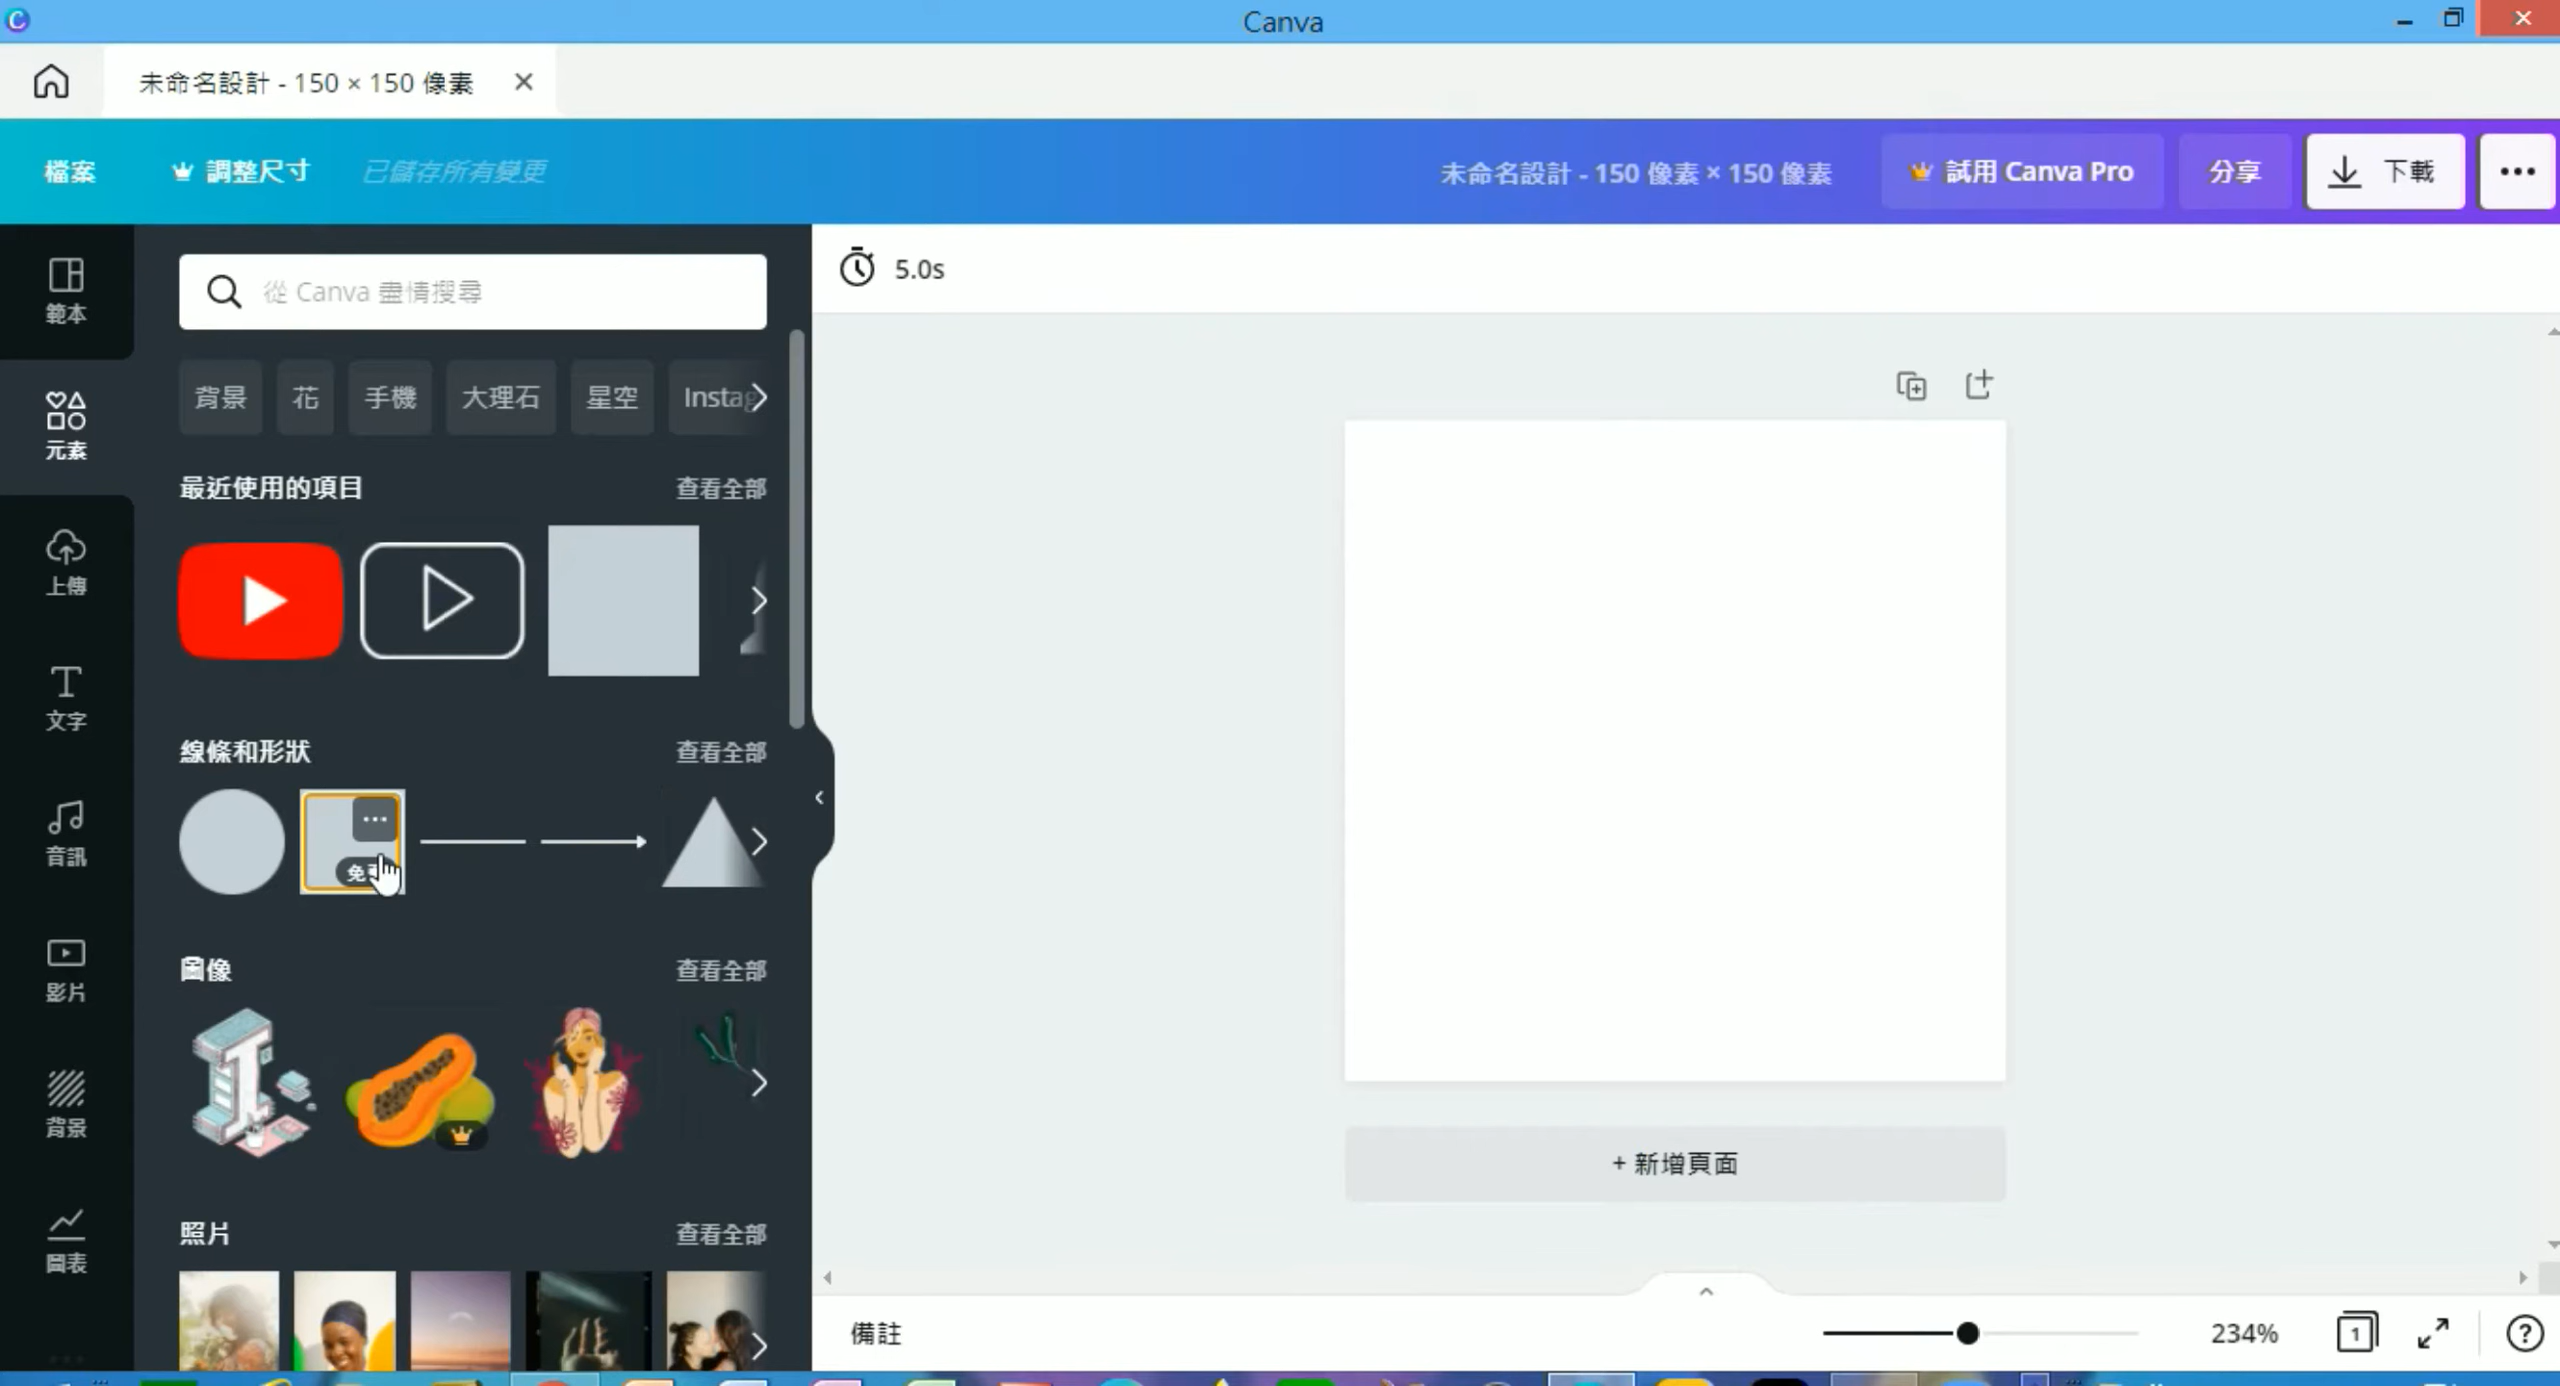 Canva
未命名設計 - 150 × 150 像素
檔案
調整尺寸
已儲存所有變更
未命名設計 - 150 像素 × 150 像素
試用 Canva Pro
分享
下載
範本
元素
上傳
文字
音訊
影片
背景
圖表
從 Canva 盡情搜尋
背景
花
手機
大理石
星空
最近使用的項目
查看全部
線條和形狀
查看全部
圖像
查看全部
照片
查看全部
5.0s
+ 新增頁面
備註
234%
1